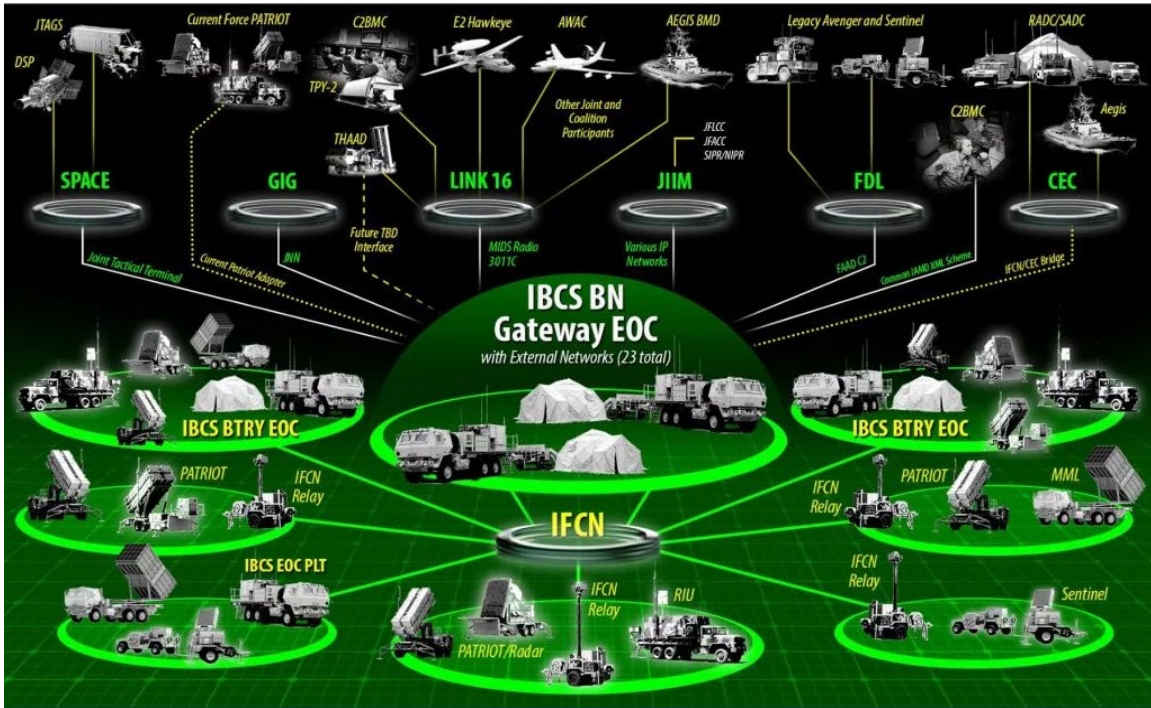 JTAGS
DSP
Current Force PATRIOT
C2BMC
TPY-2
E2 Hawkeye
AWAC
AEGIS BMD
Legacy Avenger and Sentinel
RADC/SADC
C2BMC
Aegis
THAAD
Other Joint and
Coalition
Participants
JFLCC
JFACC
SIPR/NIPR
SPACE
GIG
LINK 16
JIIM
FDL
CEC
Joint Tactical Terminal
Current Patriot Adapter
JNN
Future TBD
Interface
MIDS Radio
3011C
Various IP
Networks
FAAD C2
Common IAMD XML Scheme
IFCN/CEC Bridge
IBCS BN
Gateway EOC
with External Networks (23 total)
IBCS BTRY EOC
IBCS BTRY EOC
PATRIOT
IFCN
Relay
IFCN
IFCN
Relay
PATRIOT
MML
IBCS EOC PLT
PATRIOT/Radar
IFCN
Relay
RIU
IFCN
Relay
Sentinel